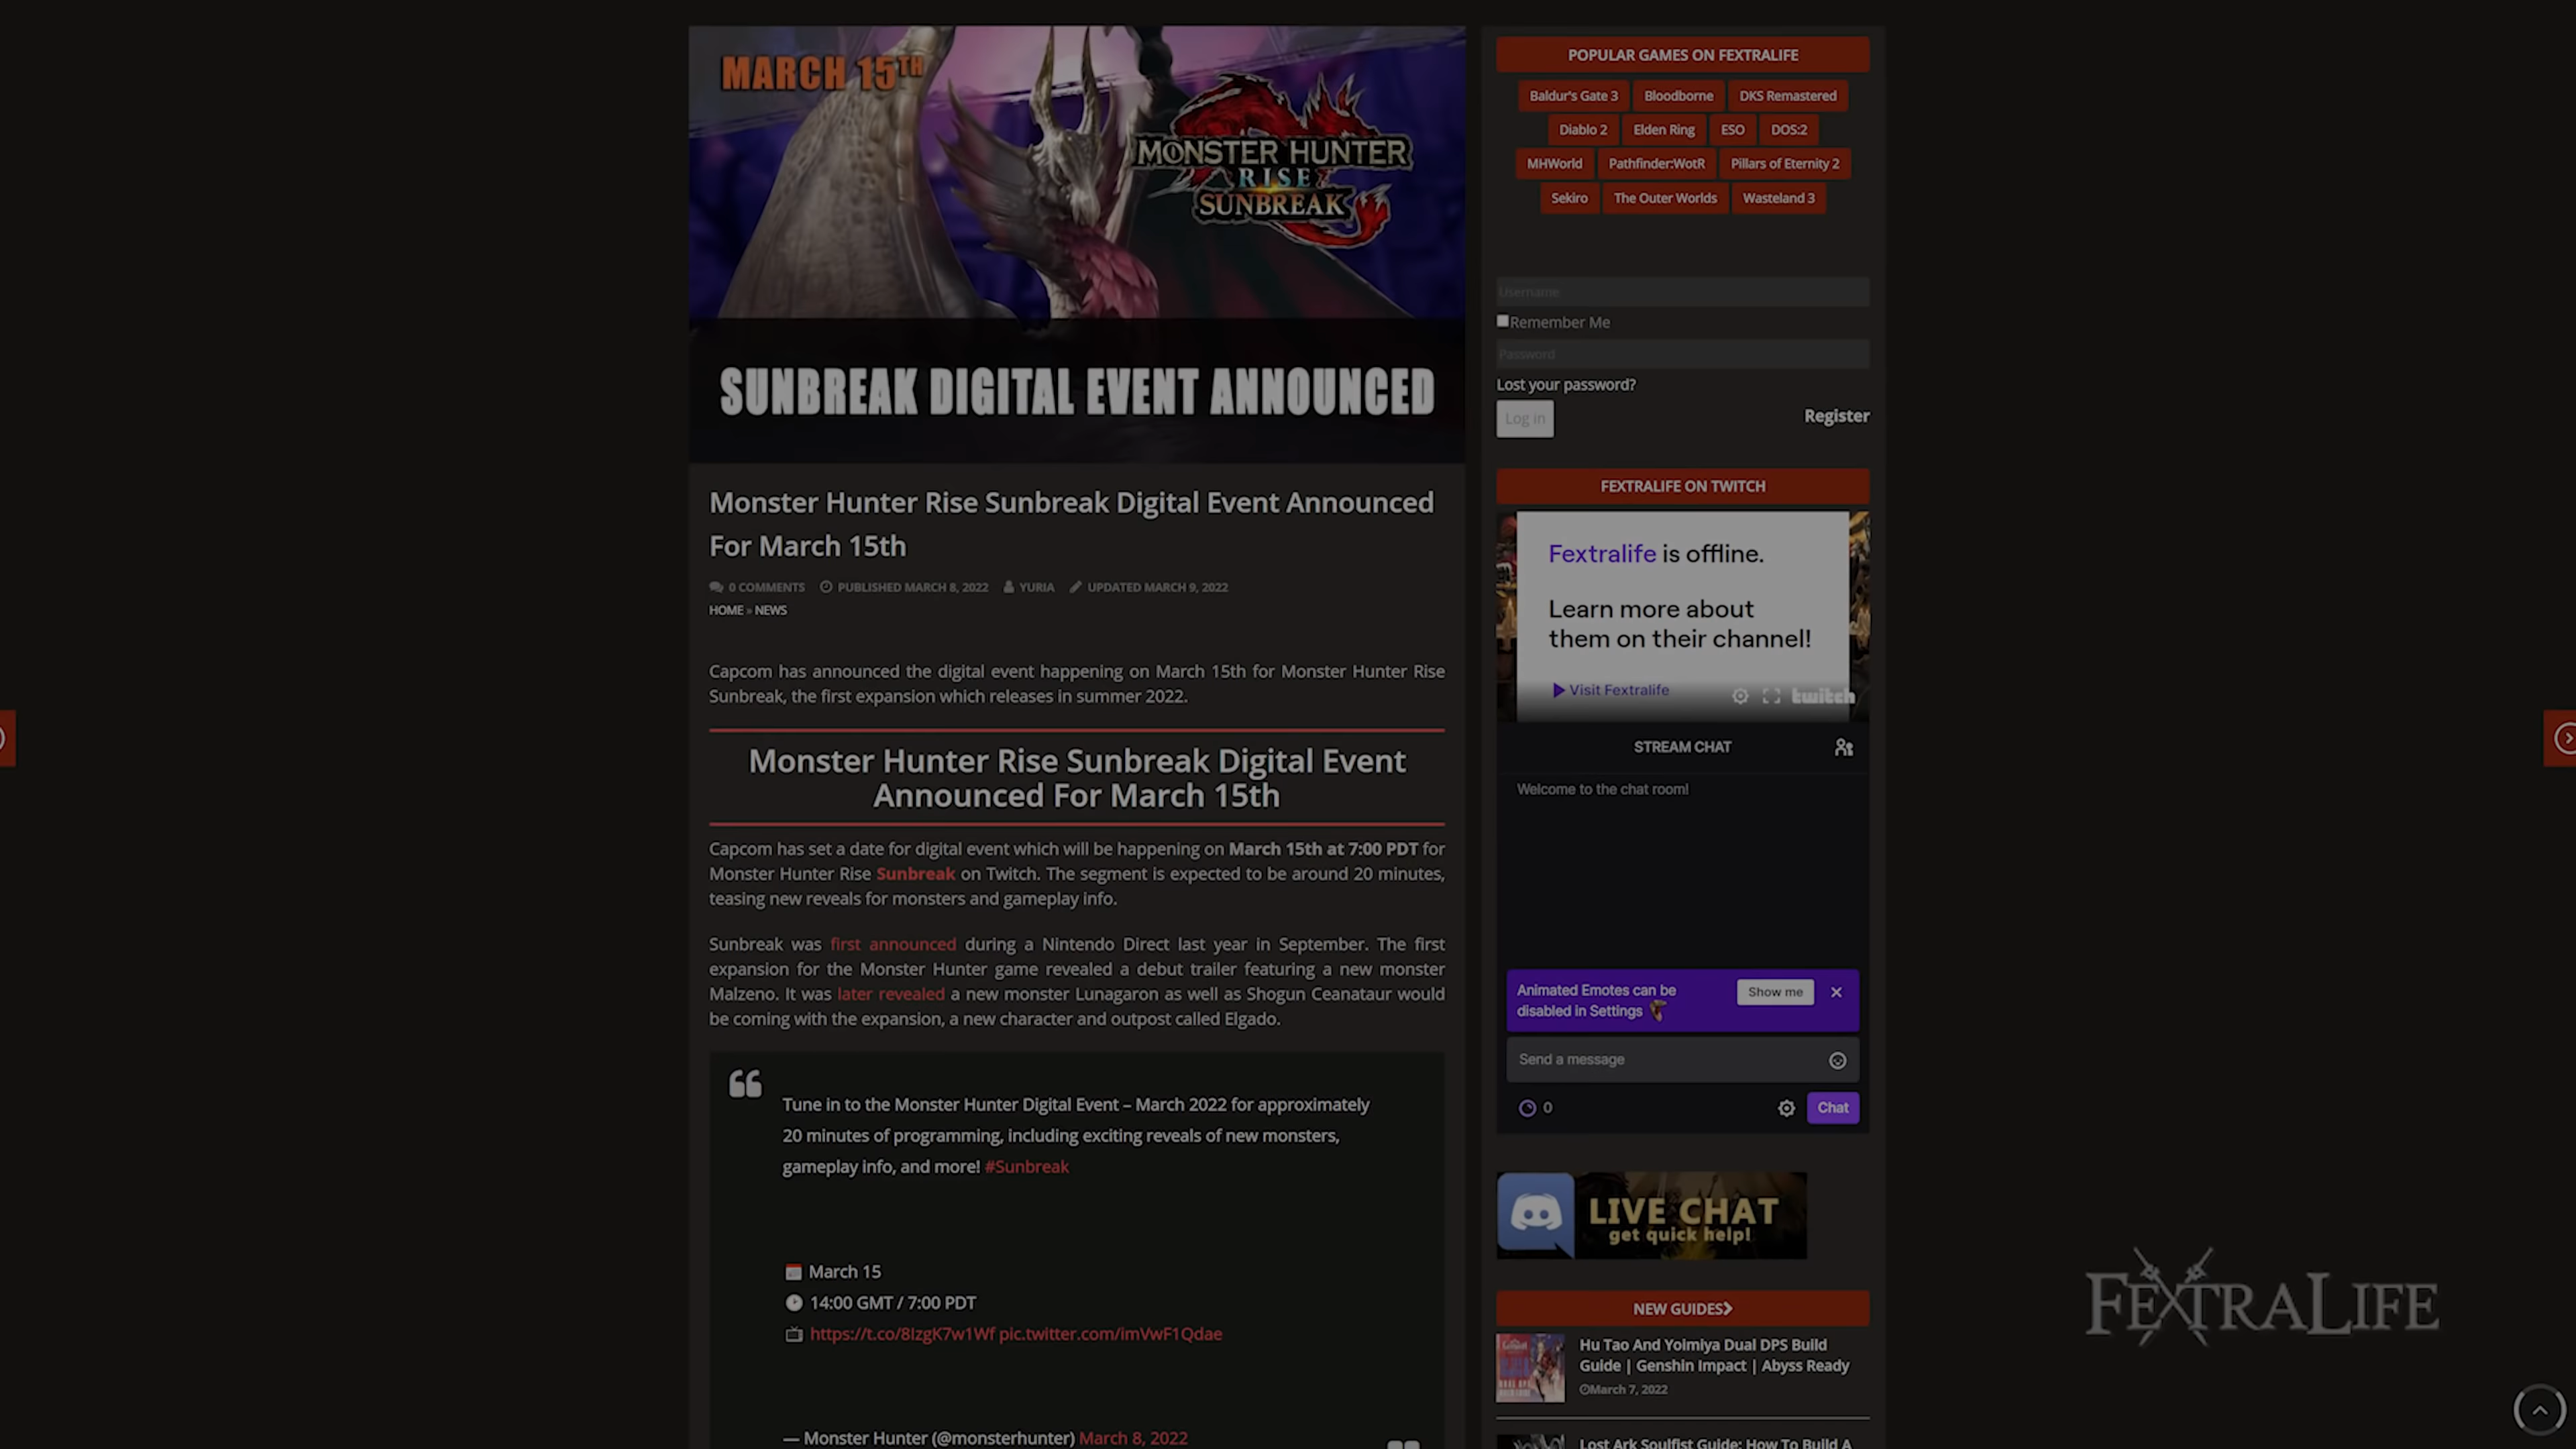 MARCH 15TH
MONSTER HUNTER
RISE
SUNBREAK
SUNBREAK DIGITAL EVENT ANNOUNCED
Monster Hunter Rise Sunbreak Digital Event Announced
For March 15th
0 COMMENTS PUBLISHED MARCH 8, 2022 YURIA UPDATED MARCH 9, 2022
HOME » NEWS
Capcom has announced the digital event happening on March 15th for Monster Hunter Rise
Sunbreak, the first expansion which releases in summer 2022.
Monster Hunter Rise Sunbreak Digital Event
Announced For March 15th
Capcom has set a date for digital event which will be happening on March 15th at 7:00 PDT for
Monster Hunter Rise Sunbreak on Twitch. The segment is expected to be around 20 minutes,
teasing new reveals for monsters and gameplay info.
Sunbreak was first announced during a Nintendo Direct last year in September. The first
expansion for the Monster Hunter game revealed a debut trailer featuring a new monster
Malzeno. It was later revealed a new monster Lunagaron as well as Shogun Ceanataur would
be coming with the expansion, a new character and outpost called Elgado.
Tune in to the Monster Hunter Digital Event – March 2022 for approximately
20 minutes of programming, including exciting reveals of new monsters,
gameplay info, and more! #Sunbreak
March 15
14:00 GMT / 7:00 PDT
https://t.co/8IzgK7w1Wf pic.twitter.com/imVwF1Qdae
— Monster Hunter (@monsterhunter) March 8, 2022
POPULAR GAMES ON FEXTRALIFE
Baldur's Gate 3 Bloodborne DKS Remastered
Diablo 2 Elden Ring ESO DOS:2
MHWorld Pathfinder:WotR Pillars of Eternity 2
Sekiro The Outer Worlds Wasteland 3
Username
Remember Me
Password
Lost your password?
Log in Register
FEXTRALIFE ON TWITCH
Fextralife is offline.
Learn more about
them on their channel!
Visit Fextralife twitch
STREAM CHAT
Welcome to the chat room!
Animated Emotes can be
disabled in Settings
Show me
Send a message
0 Chat
LIVE CHAT
get quick help!
NEW GUIDES
Hu Tao And Yoimiya Dual DPS Build
Guide | Genshin Impact | Abyss Ready
March 7, 2022
Lost Ark Soulfist Guide: How To Build A
FEXTRALIFE